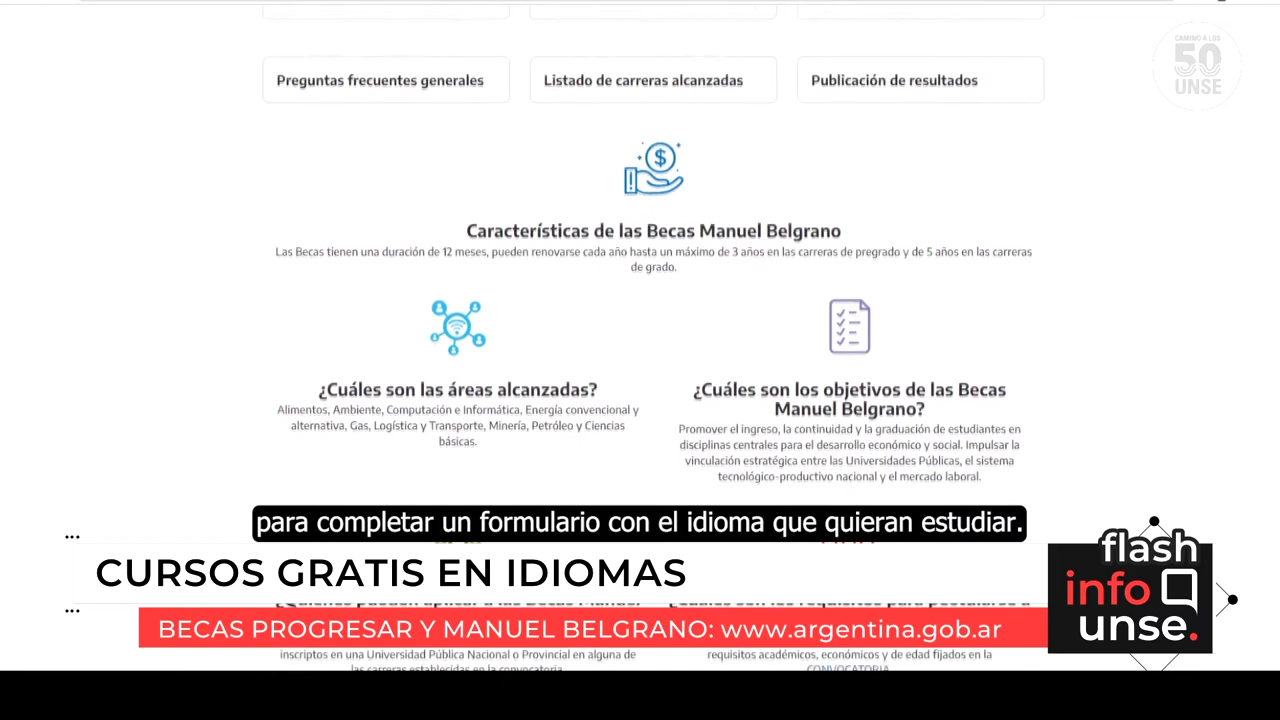 CAMINO A LOS
50
UNSE
Preguntas frecuentes generales
Listado de carreras alcanzadas
Publicación de resultados
Características de las Becas Manuel Belgrano
Las Becas tienen una duración de 12 meses, pueden renovarse cada año hasta un máximo de 3 años en las carreras de pregrado y de 5 años en las carreras
de grado.
¿Cuáles son las áreas alcanzadas?
Alimentos, Ambiente, Computación e Informática, Energía convencional y
alternativa, Gas, Logística y Transporte, Minería, Petróleo y Ciencias
básicas.
¿Cuáles son los objetivos de las Becas
Manuel Belgrano?
Promover el ingreso, la continuidad y la graduación de estudiantes en
disciplinas centrales para el desarrollo económico y social. Impulsar la
vinculación estratégica entre las Universidades Públicas, el sistema
tecnológico-productivo nacional y el mercado laboral.
para completar un formulario con el idioma que quieran estudiar.
CURSOS GRATIS EN IDIOMAS
BECAS PROGRESAR Y MANUEL BELGRANO: www.argentina.gob.ar
flash
info
unse.
inscriptos en una Universidad Pública Nacional o Provincial en alguna de
las carreras establecidas en la convocatoria.
requisitos académicos, económicos y de edad fijados en la
CONVOCATORIA